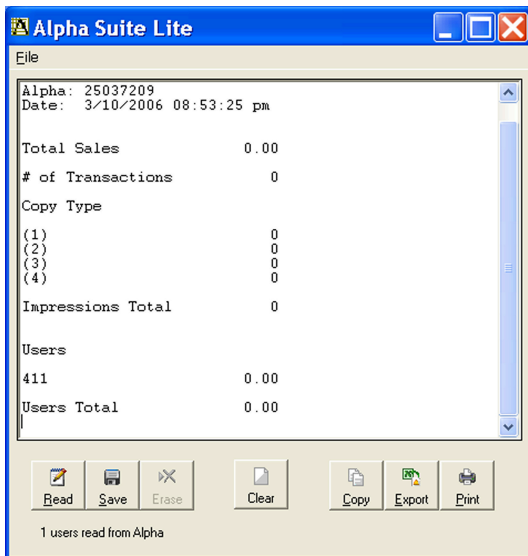 Alpha Suite Lite
File
Alpha: 25037209
Date: 3/10/2006 08:53:25 pm
Total Sales 0.00
# of Transactions 0
Copy Type
(1) 0
(2) 0
(3) 0
(4) 0
Impressions Total 0
Users
411 0.00
Users Total 0.00
Read Save Erase Clear Copy Export Print
1 users read from Alpha